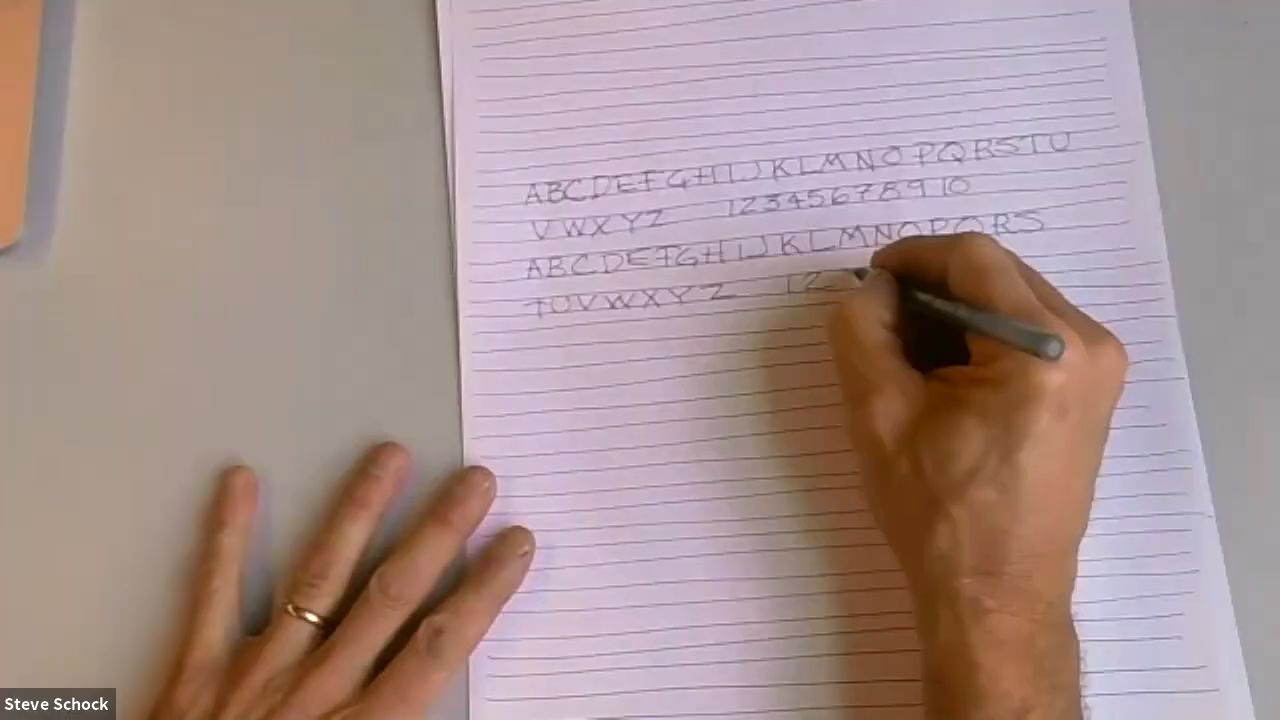 ABCDEFGHIJKLMNOPQRSTU
VWXYZ 12345678910
ABCDEFGHIJKLMNOPQRS
TUVWXYZ 12
Steve Schock